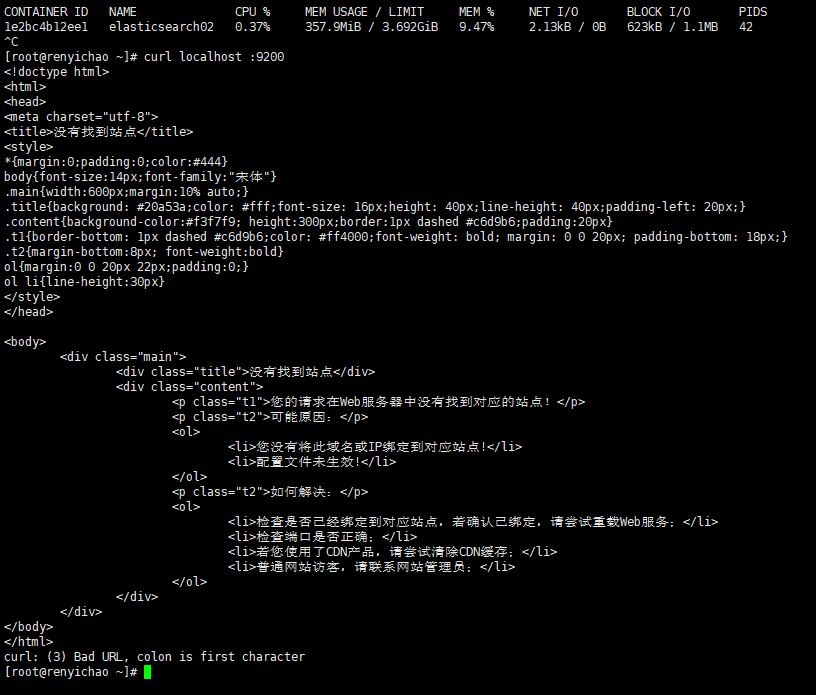 CONTAINER ID   NAME              CPU %     MEM USAGE / LIMIT     MEM %     NET I/O       BLOCK I/O       PIDS
1e2bc4b12ee1   elasticsearch02   0.37%     357.9MiB / 3.692GiB   9.47%     2.13kB / 0B   623kB / 1.1MB   42
^C
[root@renyichao ~]# curl localhost :9200
<!doctype html>
<html>
<head>
<meta charset="utf-8">
<title>没有找到站点</title>
<style>
*{margin:0;padding:0;color:#444}
body{font-size:14px;font-family:"宋体"}
.main{width:600px;margin:10% auto;}
.title{background: #20a53a;color: #fff;font-size: 16px;height: 40px;line-height: 40px;padding-left: 20px;}
.content{background-color:#f3f7f9; height:300px;border:1px dashed #c6d9b6;padding:20px}
.t1{border-bottom: 1px dashed #c6d9b6;color: #ff4000;font-weight: bold; margin: 0 0 20px; padding-bottom: 18px;}
.t2{margin-bottom:8px; font-weight:bold}
ol{margin:0 0 20px 22px;padding:0;}
ol li{line-height:30px}
</style>
</head>

<body>
        <div class="main">
                <div class="title">没有找到站点</div>
                <div class="content">
                        <p class="t1">您的请求在Web服务器中没有找到对应的站点！</p>
                        <p class="t2">可能原因：</p>
                        <ol>
                                <li>您没有将此域名或IP绑定到对应站点!</li>
                                <li>配置文件未生效!</li>
                        </ol>
                        <p class="t2">如何解决：</p>
                        <ol>
                                <li>检查是否已经绑定到对应站点，若确认已绑定，请尝试重载Web服务；</li>
                                <li>检查端口是否正确；</li>
                                <li>若您使用了CDN产品，请尝试清除CDN缓存；</li>
                                <li>普通网站访客，请联系网站管理员；</li>
                        </ol>
                </div>
        </div>
</body>
</html>
curl: (3) Bad URL, colon is first character
[root@renyichao ~]#